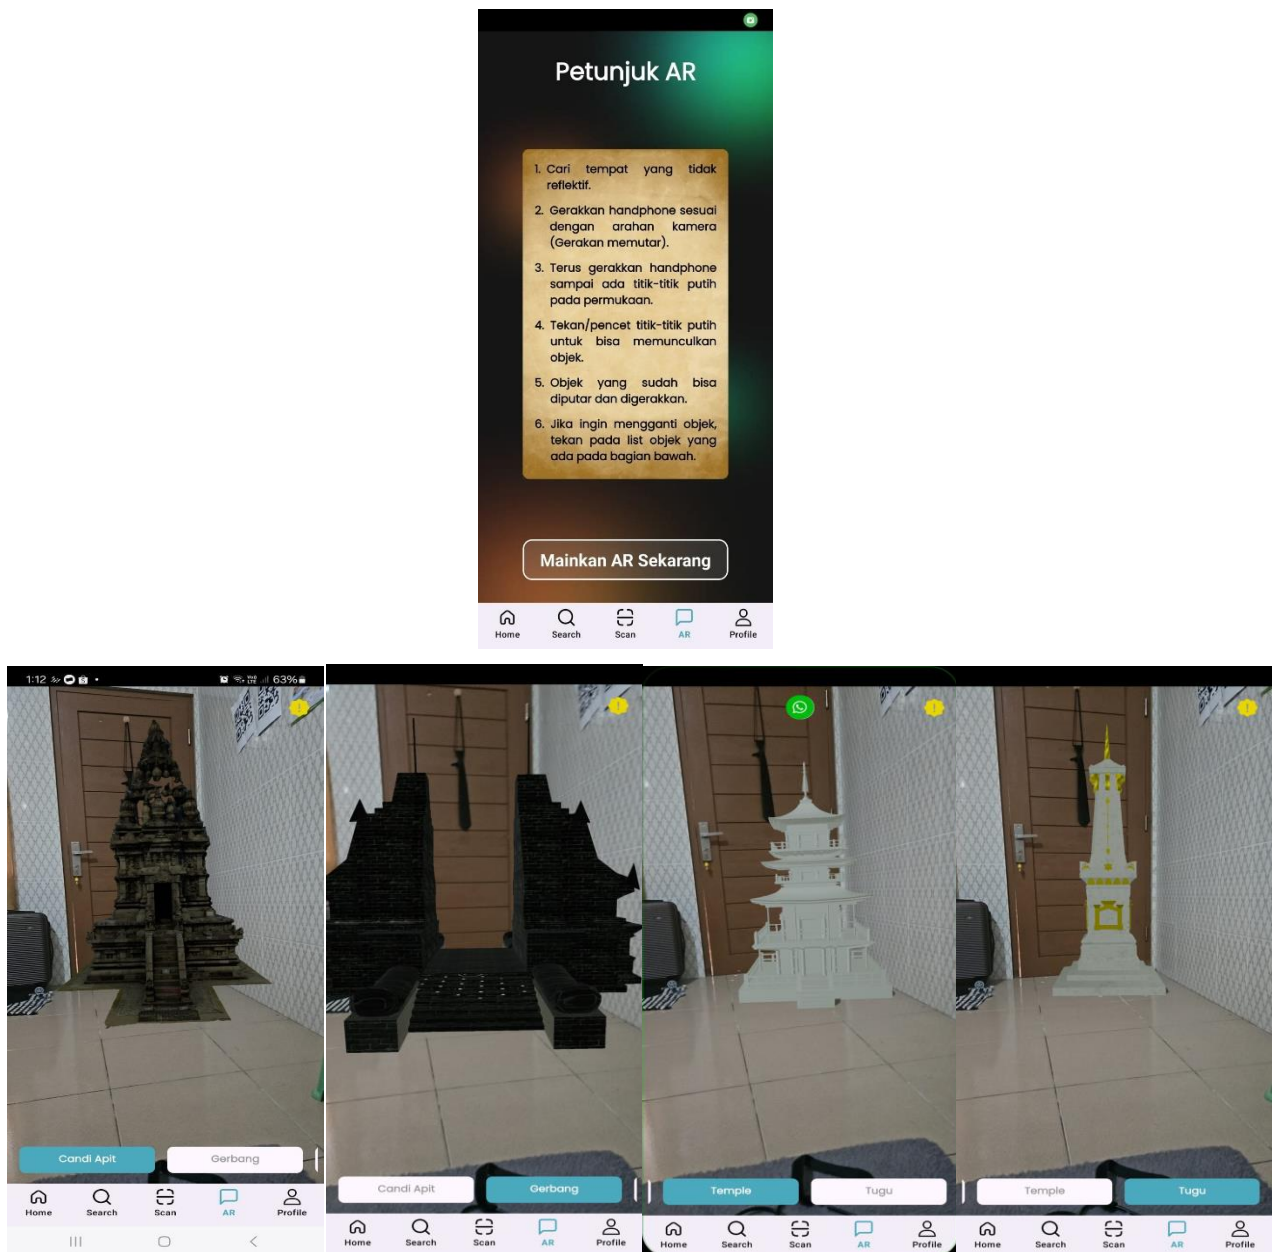 Petunjuk AR
1. Cari tempat yang tidak
reflektif.
2. Gerakkan handphone sesuai
dengan arahan kamera
(Gerakan memutar).
3. Terus gerakkan handphone
sampai ada titik-titik putih
pada permukaan.
4. Tekan/pencet titik-titik putih
untuk bisa memunculkan
objek.
5. Objek yang sudah bisa
diputar dan digerakkan.
6. Jika ingin mengganti objek,
tekan pada list objek yang
ada pada bagian bawah.
Mainkan AR Sekarang
Home Search Scan AR Profile
1:12 63%
Candi Apit Gerbang
Home Search Scan AR Profile
Candi Apit Gerbang
Home Search Scan AR Profile
Temple Tugu
Home Search Scan AR Profile
Temple Tugu
Home Search Scan AR Profile